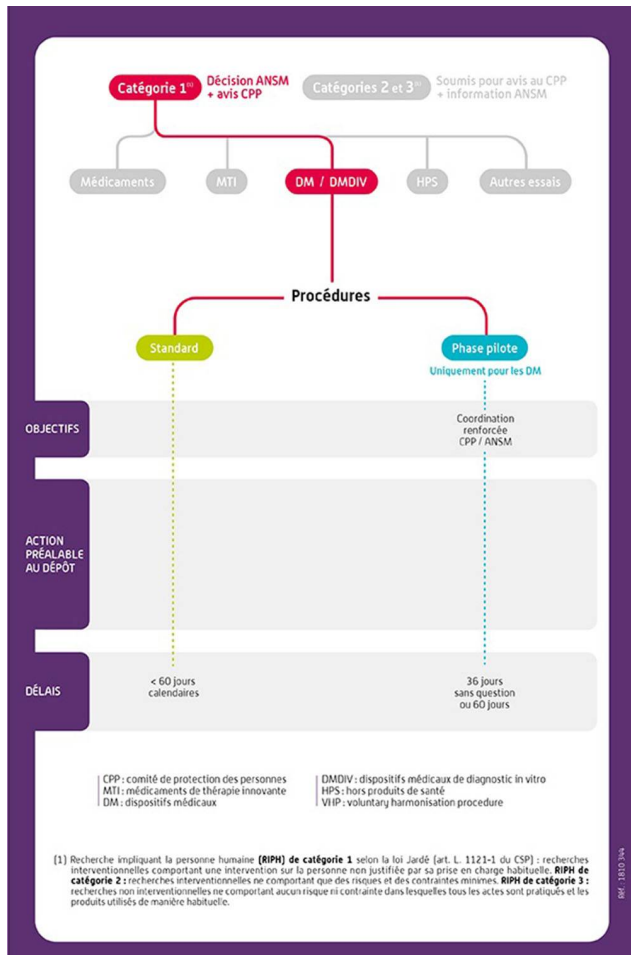 Catégorie 1(1)
Décision ANSM
+ avis CPP
Catégories 2 et 3(1)
Soumis pour avis au CPP
+ information ANSM
Médicaments
MTI
DM / DMDIV
HPS
Autres essais
Procédures
Standard
Phase pilote
Uniquement pour les DM
OBJECTIFS
Coordination
renforcée
CPP / ANSM
ACTION
PRÉALABLE
AU DÉPÔT
DÉLAIS
< 60 jours
calendaires
36 jours
sans question
ou 60 jours
CPP : comité de protection des personnes
MTI : médicaments de thérapie innovante
DM : dispositifs médicaux
DMDIV : dispositifs médicaux de diagnostic in vitro
HPS : hors produits de santé
VHP : voluntary harmonisation procedure
(1) Recherche impliquant la personne humaine (RIPH) de catégorie 1 selon la loi Jardé (art. L. 1121-1 du CSP) : recherches
interventionnelles comportant une intervention sur la personne non justifiée par sa prise en charge habituelle. RIPH de
catégorie 2 : recherches interventionnelles ne comportant que des risques et des contraintes minimes. RIPH de catégorie 3 :
recherches non interventionnelles ne comportant aucun risque ni contrainte dans lesquelles tous les actes sont pratiqués et les
produits utilisés de manière habituelle.
Réf. : 1810 344